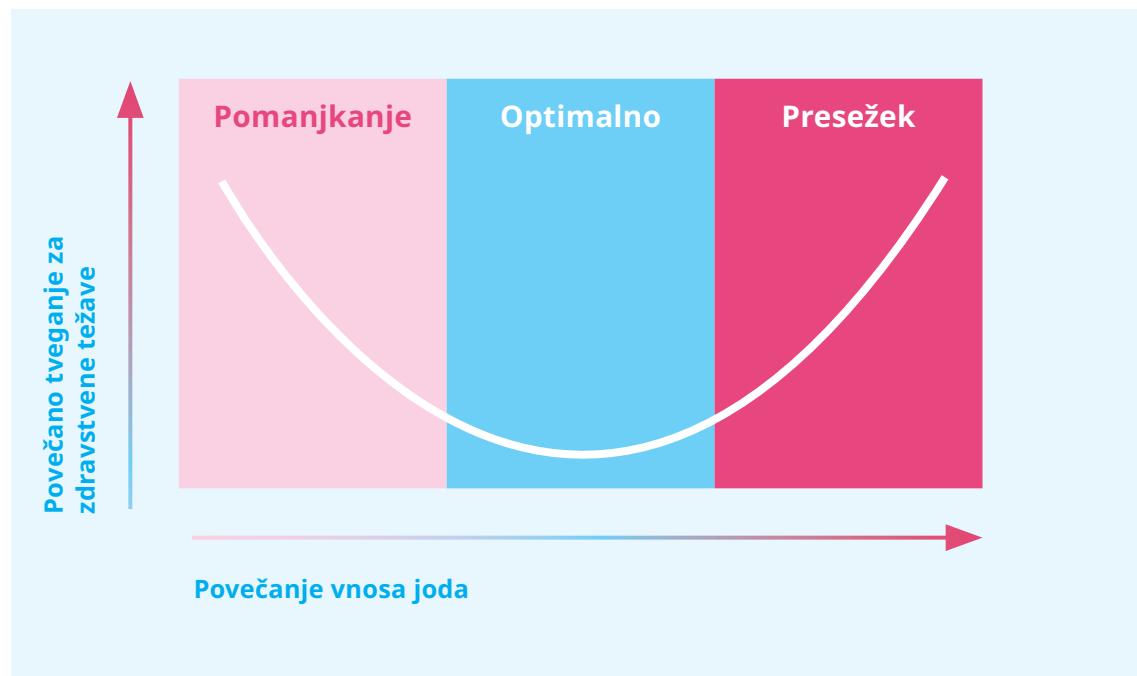 Pomanjkanje
Optimalno
Presežek
Povečano tveganje za
zdravstvene težave
Povečanje vnosa joda